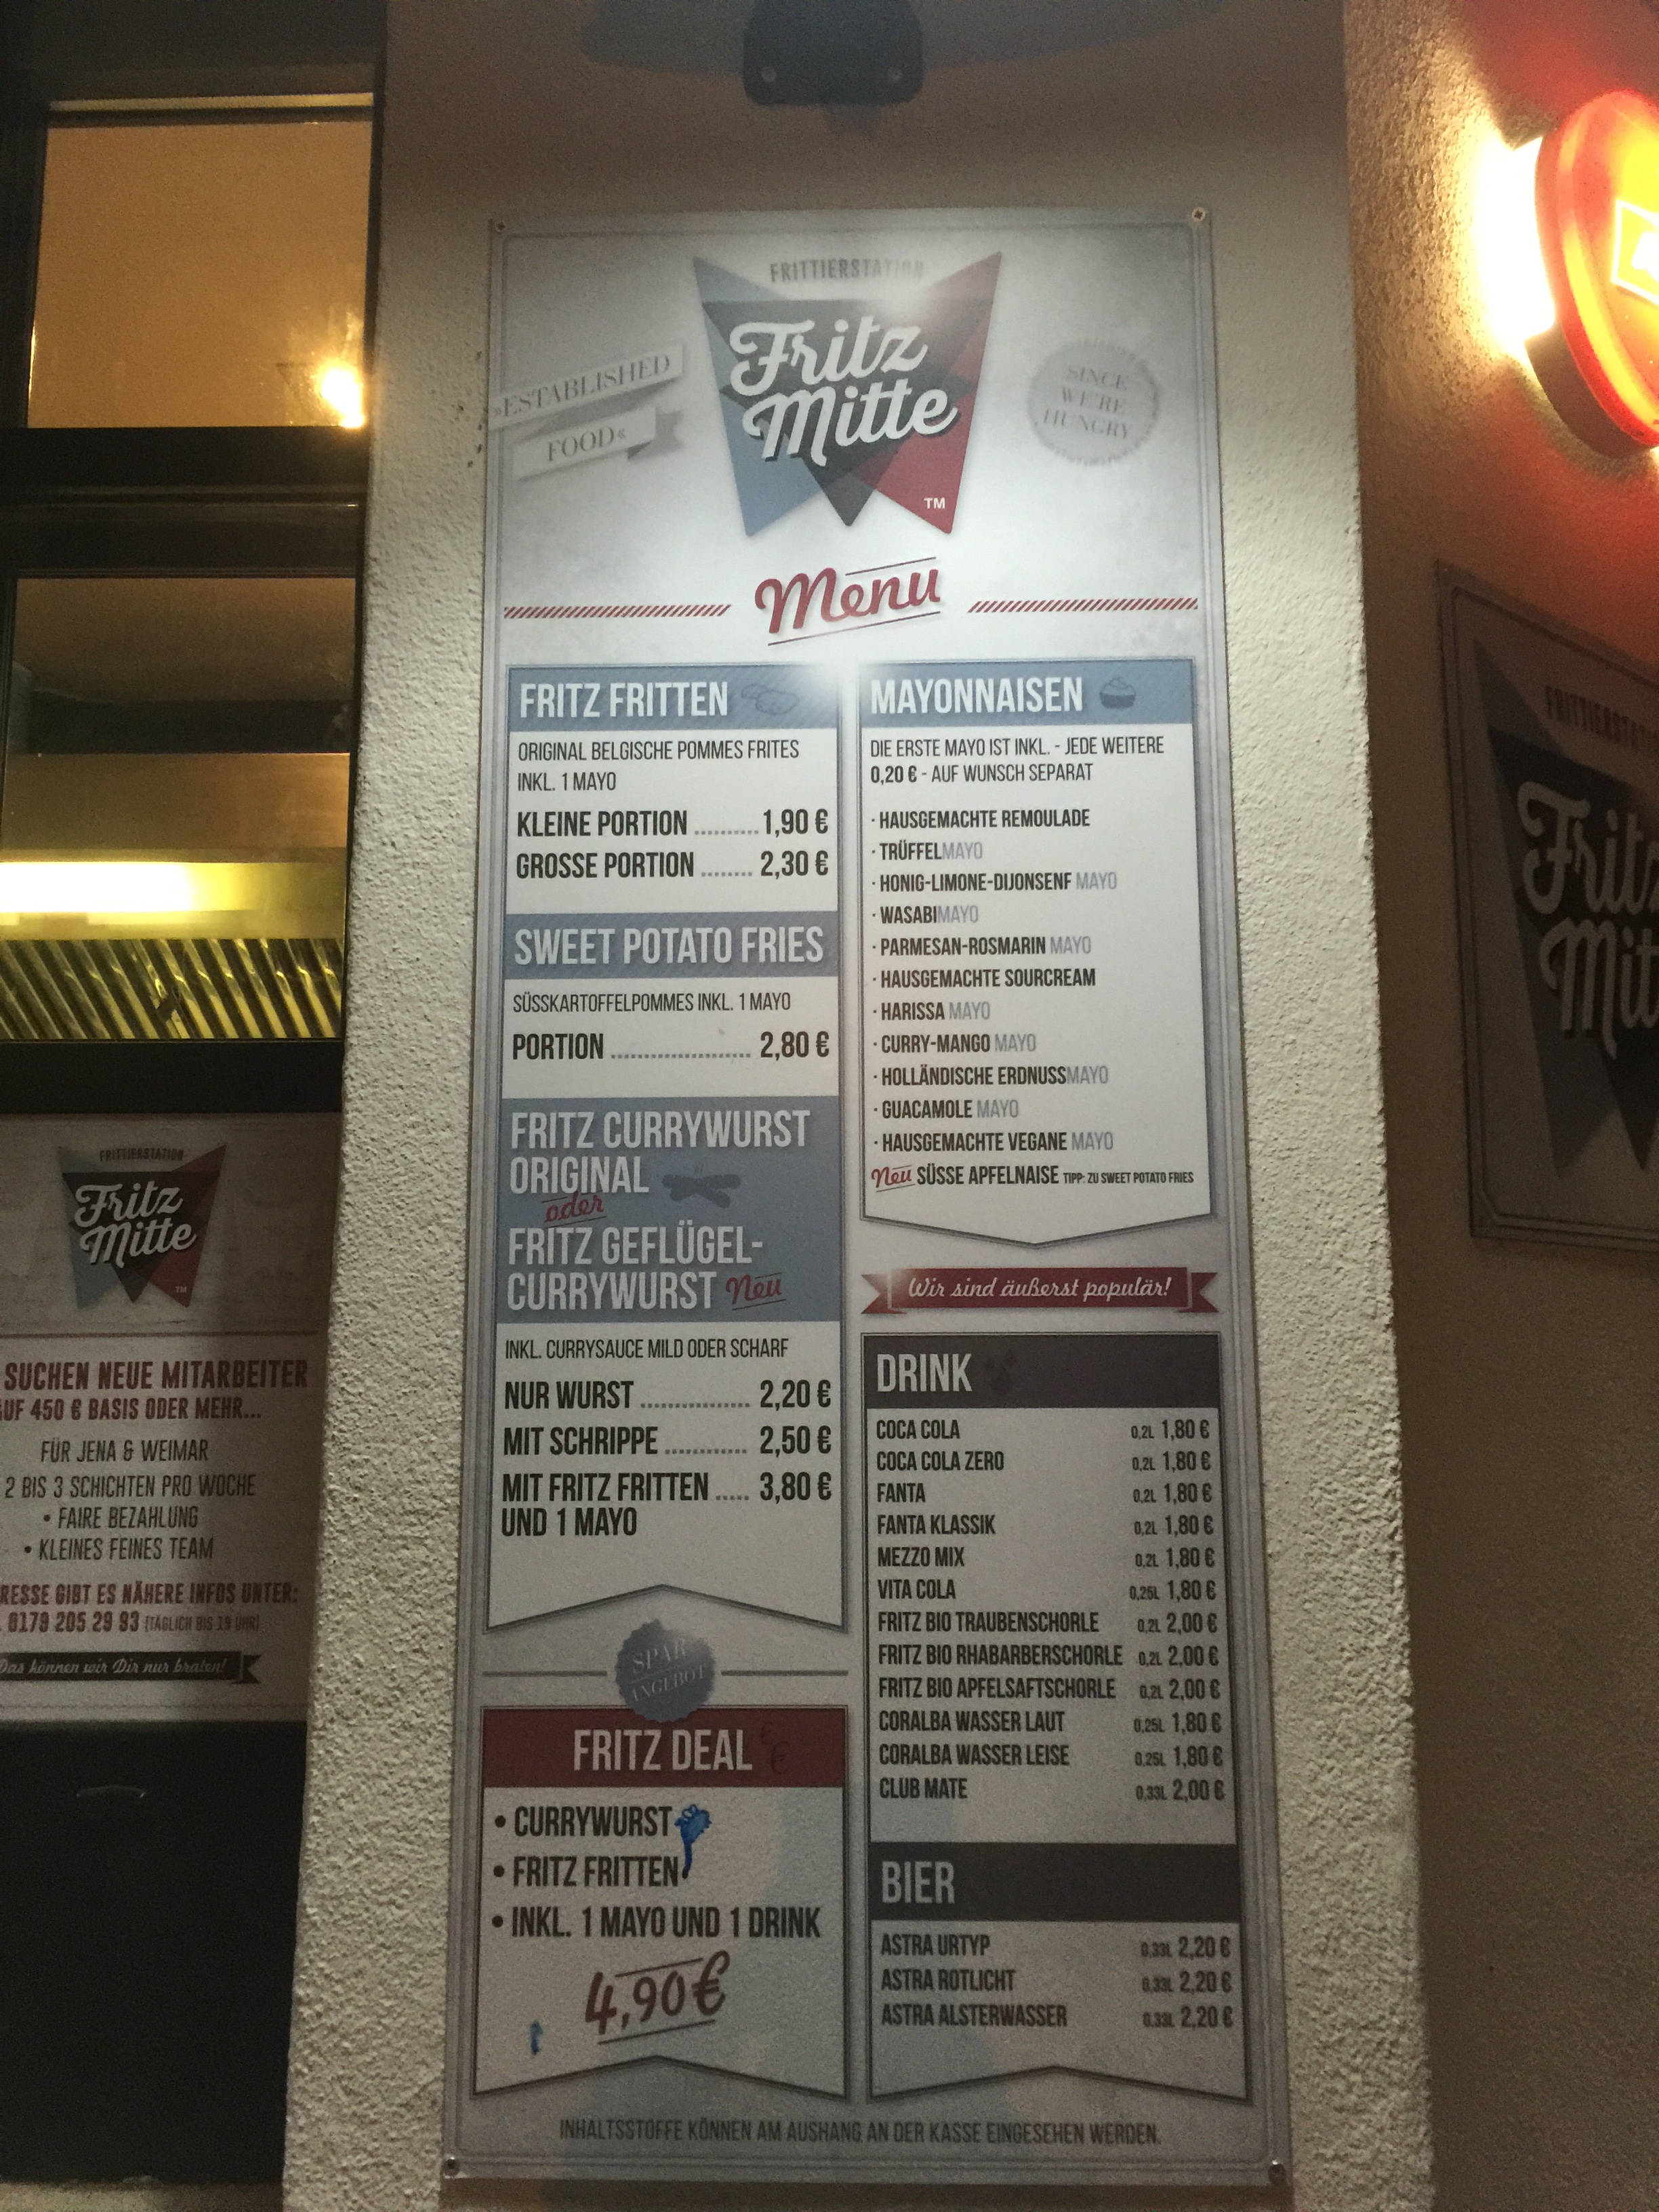 FRITTIERSTATION
Fritz
Mitte
TM
»ESTABLISHED
FOOD«
SINCE
WE'RE
HUNGRY
Menu
FRITZ FRITTEN
ORIGINAL BELGISCHE POMMES FRITES
INKL. 1 MAYO
KLEINE PORTION .......... 1,90 €
GROSSE PORTION ........ 2,30 €
SWEET POTATO FRIES
SÜSSKARTOFFELPOMMES INKL. 1 MAYO
PORTION ...................... 2,80 €
FRITZ CURRYWURST
ORIGINAL
oder
FRITZ GEFLÜGEL-
CURRYWURST Neu
INKL. CURRYSAUCE MILD ODER SCHARF
NUR WURST ................. 2,20 €
MIT SCHRIPPE ............. 2,50 €
MIT FRITZ FRITTEN ..... 3,80 €
UND 1 MAYO
SPAR
ANGEBOT
FRITZ DEAL
• CURRYWURST
• FRITZ FRITTEN
• INKL. 1 MAYO UND 1 DRINK
4,90€
MAYONNAISEN
DIE ERSTE MAYO IST INKL. - JEDE WEITERE
0,20 € - AUF WUNSCH SEPARAT
· HAUSGEMACHTE REMOULADE
· TRÜFFELMAYO
· HONIG-LIMONE-DIJONSENF MAYO
· WASABIMAYO
· PARMESAN-ROSMARIN MAYO
· HAUSGEMACHTE SOURCREAM
· HARISSA MAYO
· CURRY-MANGO MAYO
· HOLLÄNDISCHE ERDNUSSMAYO
· GUACAMOLE MAYO
· HAUSGEMACHTE VEGANE MAYO
Neu SÜSSE APFELNAISE TIPP: ZU SWEET POTATO FRIES
Wir sind äußerst populär!
DRINK
COCA COLA 0,2L 1,80 €
COCA COLA ZERO 0,2L 1,80 €
FANTA 0,2L 1,80 €
FANTA KLASSIK 0,2L 1,80 €
MEZZO MIX 0,2L 1,80 €
VITA COLA 0,25L 1,80 €
FRITZ BIO TRAUBENSCHORLE 0,2L 2,00 €
FRITZ BIO RHABARBERSCHORLE 0,2L 2,00 €
FRITZ BIO APFELSAFTSCHORLE 0,2L 2,00 €
CORALBA WASSER LAUT 0,25L 1,80 €
CORALBA WASSER LEISE 0,25L 1,80 €
CLUB MATE 0,33L 2,00 €
BIER
ASTRA URTYP 0,33L 2,20 €
ASTRA ROTLICHT 0,33L 2,20 €
ASTRA ALSTERWASSER 0,33L 2,20 €
INHALTSSTOFFE KÖNNEN AM AUSHANG AN DER KASSE EINGESEHEN WERDEN.
FRITTIERSTATION
Fritz
Mitte
TM
SUCHEN NEUE MITARBEITER
UF 450 € BASIS ODER MEHR...
FÜR JENA & WEIMAR
2 BIS 3 SCHICHTEN PRO WOCHE
• FAIRE BEZAHLUNG
• KLEINES FEINES TEAM
RESSE GIBT ES NÄHERE INFOS UNTER:
0179 205 29 93 (TÄGLICH BIS 19 UHR)
Das können wir Dir nur braten!
FRITTIERSTA
Fritz
Mit